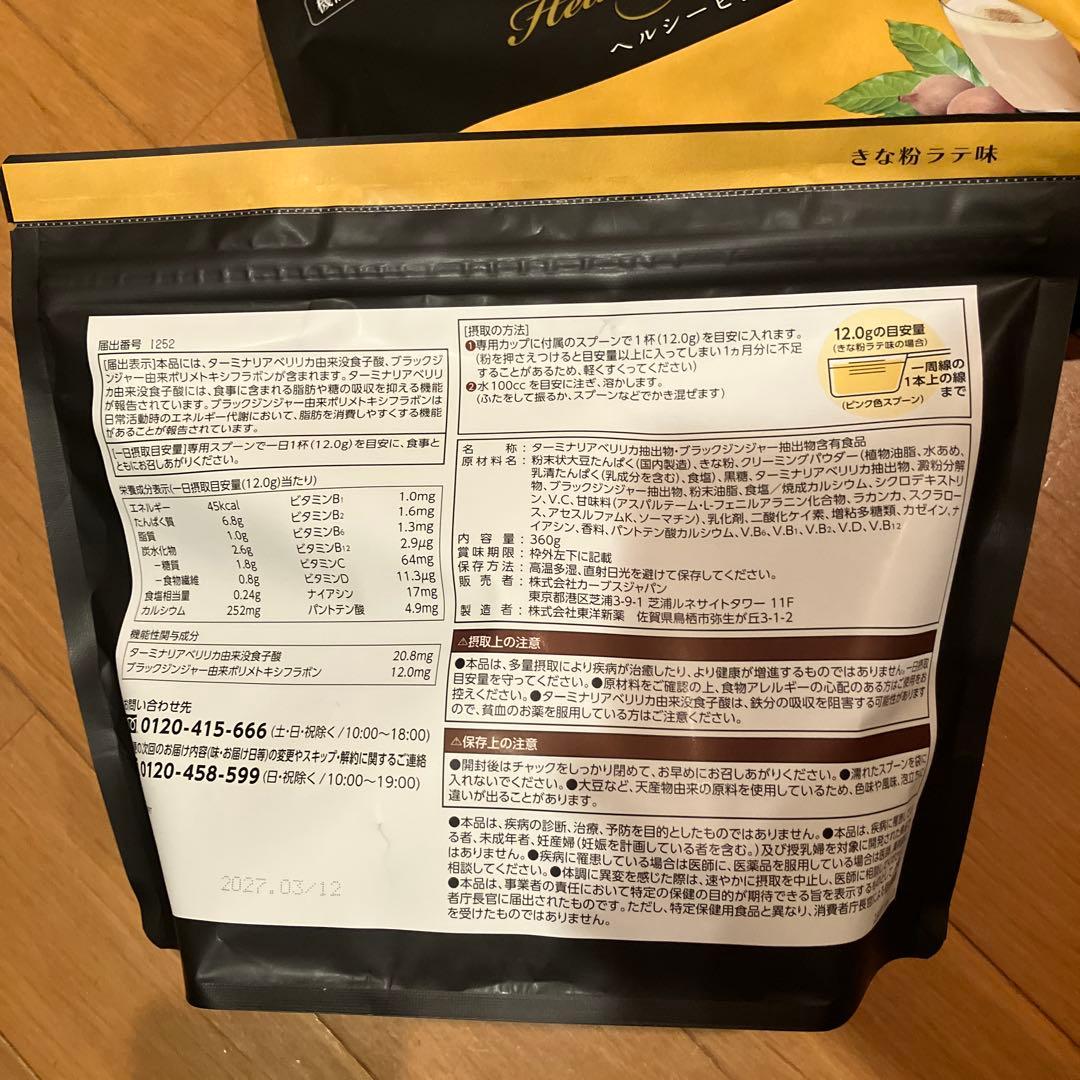 ヘルシービ
きな粉ラテ味
届出番号 1252
[届出表示]本品には、ターミナリアベリリカ由来没食子酸、ブラックジ
ンジャー由来ポリメトキシフラボンが含まれます。ターミナリアベリリ
カ由来没食子酸には、食事に含まれる脂肪や糖の吸収を抑える機能
が報告されています。ブラックジンジャー由来ポリメトキシフラボンは
日常活動時のエネルギー代謝において、脂肪を消費しやすくする機能
があることが報告されています。
[一日摂取目安量]専用スプーンで一日1杯(12.0g)を目安に、食事と
ともにお召しあがりください。
栄養成分表示(一日摂取目安量(12.0g)当たり)
エネルギー 45kcal ビタミンB1 1.0mg
たんぱく質 6.8g ビタミンB2 1.6mg
脂質 1.0g ビタミンB6 1.3mg
炭水化物 2.6g ビタミンB12 2.9μg
－糖質 1.8g ビタミンC 64mg
－食物繊維 0.8g ビタミンD 11.3μg
食塩相当量 0.24g ナイアシン 17mg
カルシウム 252mg パントテン酸 4.9mg
機能性関与成分
ターミナリアベリリカ由来没食子酸 20.8mg
ブラックジンジャー由来ポリメトキシフラボン 12.0mg
問い合わせ先
0120-415-666 (土・日・祝除く/10:00〜18:00)
の次回のお届け内容(味・お届け日等)の変更やスキップ・解約に関するご連絡
0120-458-599 (日・祝除く/10:00〜19:00)
2027.03/12
[摂取の方法]
❶専用カップに付属のスプーンで1杯(12.0g)を目安に入れます。
(粉を押さえつけると目安量以上に入ってしまい1ヵ月分に不足
することがあるため、軽くすくってください)
❷水100ccを目安に注ぎ、溶かします。
(ふたをして振るか、スプーンなどでかき混ぜます)
12.0gの目安量
(きな粉ラテ味の場合)
一周線の
1本上の線
まで
(ピンク色スプーン)
名称：ターミナリアベリリカ抽出物・ブラックジンジャー抽出物含有食品
原材料名：粉末状大豆たんぱく(国内製造)、きな粉、クリーミングパウダー(植物油脂、水あめ、
乳清たんぱく(乳成分を含む)、食塩)、黒糖、ターミナリアベリリカ抽出物、澱粉分解
物、ブラックジンジャー抽出物、粉末油脂、食塩／焼成カルシウム、シクロデキストリ
ン、V.C、甘味料(アスパルテーム・L-フェニルアラニン化合物、ラカンカ、スクラロー
ス、アセスルファムK、ソーマチン)、乳化剤、二酸化ケイ素、増粘多糖類、カゼイン、ナ
イアシン、香料、パントテン酸カルシウム、V.B6、V.B1、V.B2、V.D、V.B12
内容量：360g
賞味期限：枠外左下に記載
保存方法：高温多湿、直射日光を避けて保存してください。
販売者：株式会社カーブスジャパン
東京都港区芝浦3-9-1 芝浦ルネサイトタワー 11F
製造者：株式会社東洋新薬 佐賀県鳥栖市弥生が丘3-1-2
⚠摂取上の注意
●本品は、多量摂取により疾病が治癒したり、より健康が増進するものではありません。一日摂取
目安量を守ってください。●原材料をご確認の上、食物アレルギーの心配のある方はご使用をお
控えください。●ターミナリアベリリカ由来没食子酸は、鉄分の吸収を阻害する可能性があります
ので、貧血のお薬を服用している方はご注意ください。
⚠保存上の注意
●開封後はチャックをしっかり閉めて、お早めにお召しあがりください。●濡れたスプーンを袋に
入れないでください。●大豆など、天産物由来の原料を使用しているため、色味や風味、泡立ちに
違いが出ることがあります。
●本品は、疾病の診断、治療、予防を目的としたものではありません。●本品は、疾病に罹患し
る者、未成年者、妊産婦(妊娠を計画している者を含む。)及び授乳婦を対象に開発された
はありません。●疾病に罹患している場合は医師に、医薬品を服用している場合は医師、
相談してください。●体調に異変を感じた際は、速やかに摂取を中止し、医師に相談
●本品は、事業者の責任において特定の保健の目的が期待できる旨を表示する
者庁長官に届出されたものです。ただし、特定保健用食品と異なり、消費者庁長官による
を受けたものではありません。